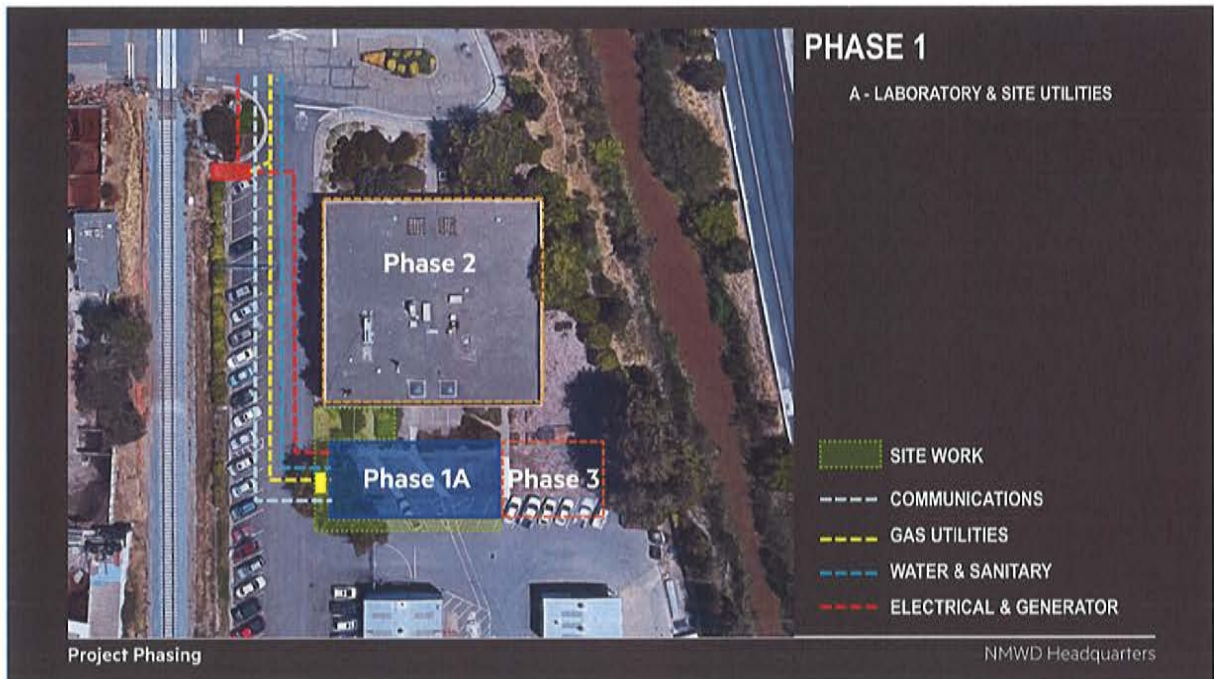 PHASE 1
A - LABORATORY & SITE UTILITIES
Phase 2
Phase 1A
Phase 3
SITE WORK
COMMUNICATIONS
GAS UTILITIES
WATER & SANITARY
ELECTRICAL & GENERATOR
Project Phasing
NMWD Headquarters